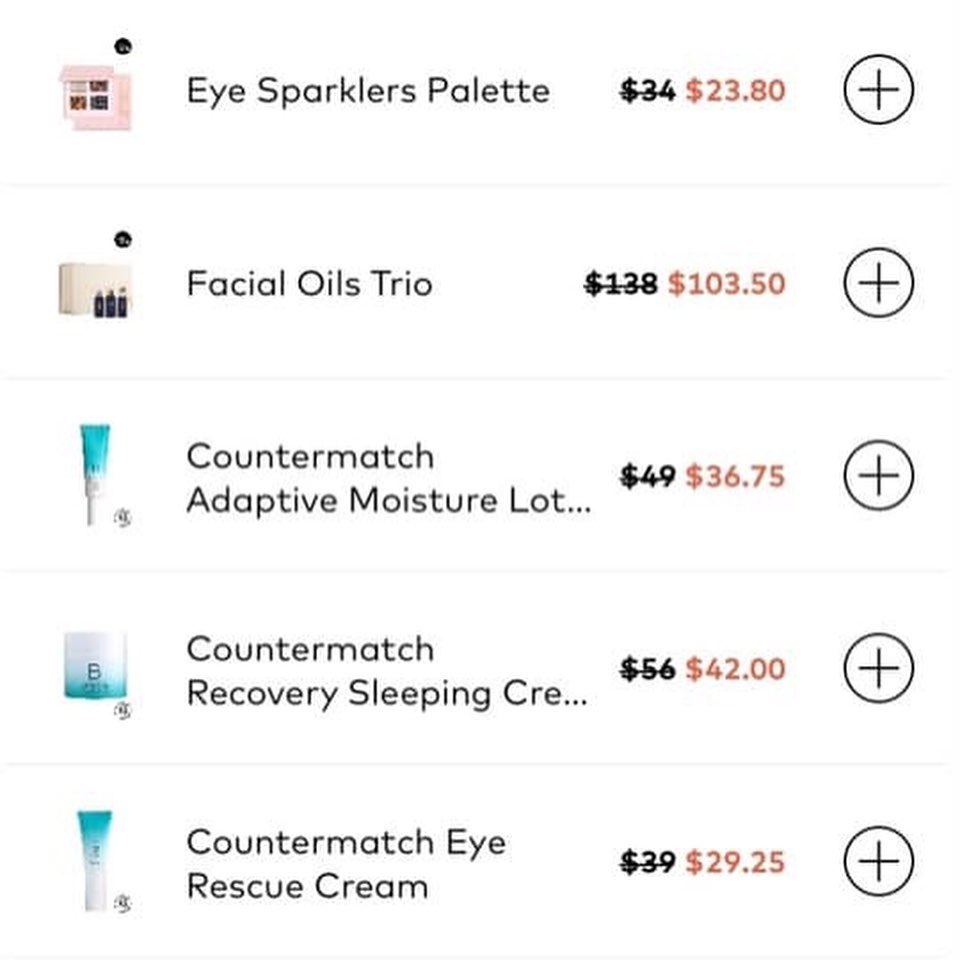 Eye Sparklers Palette $34 $23.80
Facial Oils Trio $138 $103.50
Countermatch
Adaptive Moisture Lot... $49 $36.75
Countermatch
Recovery Sleeping Cre... $56 $42.00
B
Countermatch Eye
Rescue Cream $39 $29.25